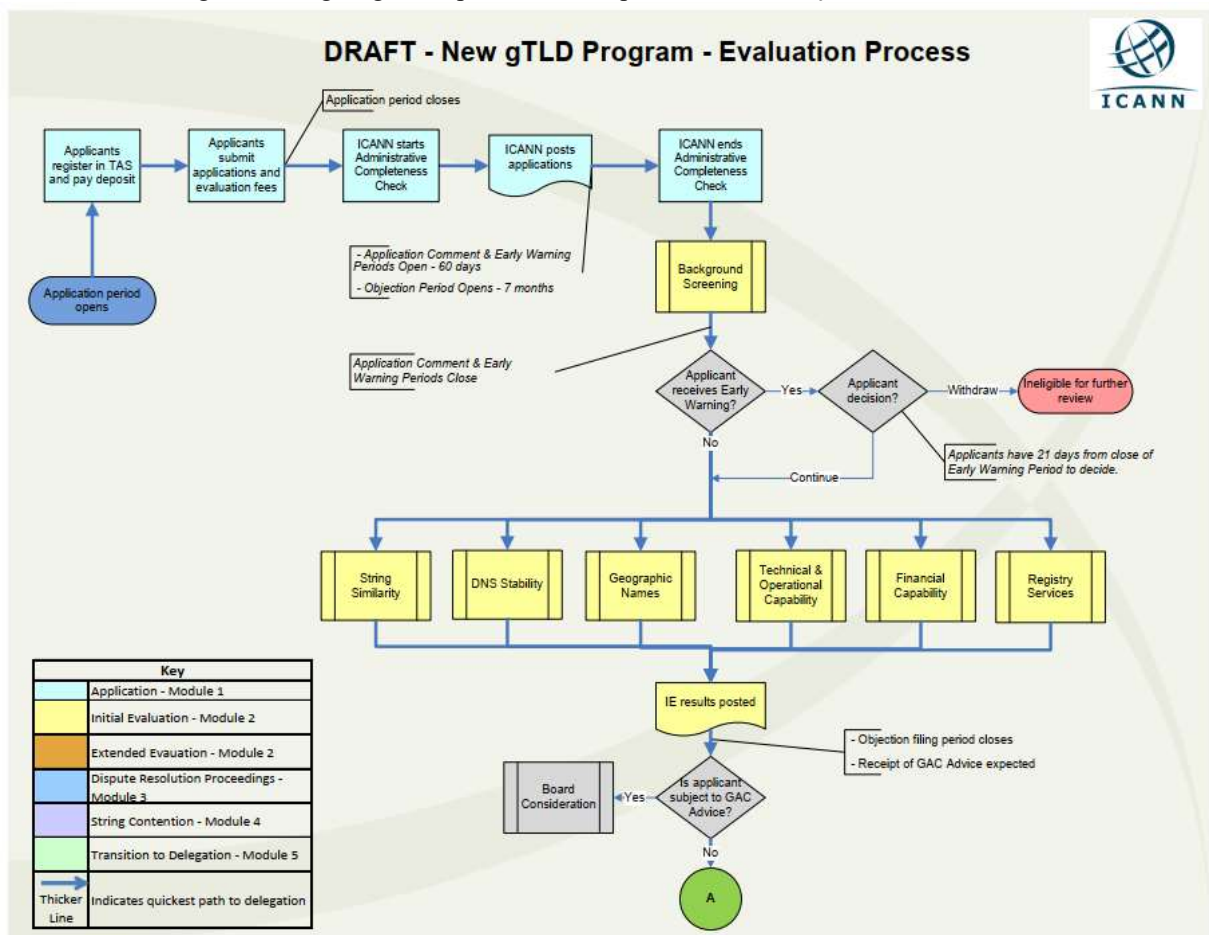 DRAFT - New gTLD Program - Evaluation Process
ICANN
Application period closes
Applicants
register in TAS
and pay deposit
Applicants
submit
applications and
evaluation fees
ICANN starts
Administrative
Completeness
Check
ICANN posts
applications
ICANN ends
Administrative
Completeness
Check
- Application Comment & Early Warning
Periods Open - 60 days
- Objection Period Opens - 7 months
Background
Screening
Application period
opens
Application Comment & Early
Warning Periods Close
Applicant
receives Early
Warning?
Yes
Applicant
decision?
Withdraw
Ineligible for further
review
No
Applicants have 21 days from close of
Early Warning Period to decide.
Continue
String
Similarity
DNS Stability
Geographic
Names
Technical &
Operational
Capability
Financial
Capability
Registry
Services
IE results posted
- Objection filing period closes
- Receipt of GAC Advice expected
Board
Consideration
Yes
Is applicant
subject to GAC
Advice?
No
A
Key
Application - Module 1
Initial Evaluation - Module 2
Extended Evauation - Module 2
Dispute Resolution Proceedings -
Module 3
String Contention - Module 4
Transition to Delegation - Module 5
Thicker
Line
Indicates quickest path to delegation